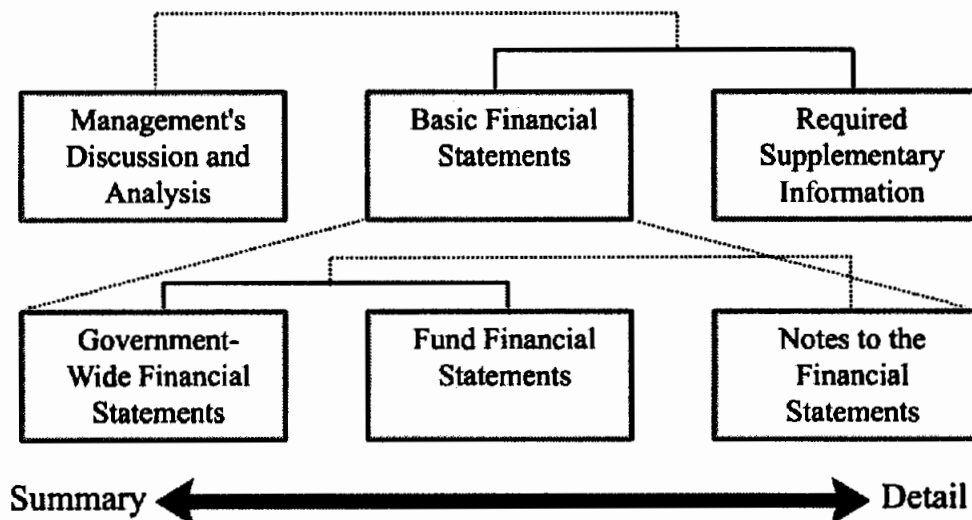 Management's
Discussion and
Analysis
Basic Financial
Statements
Required
Supplementary
Information
Government-
Wide Financial
Statements
Fund Financial
Statements
Notes to the
Financial
Statements
Summary
Detail